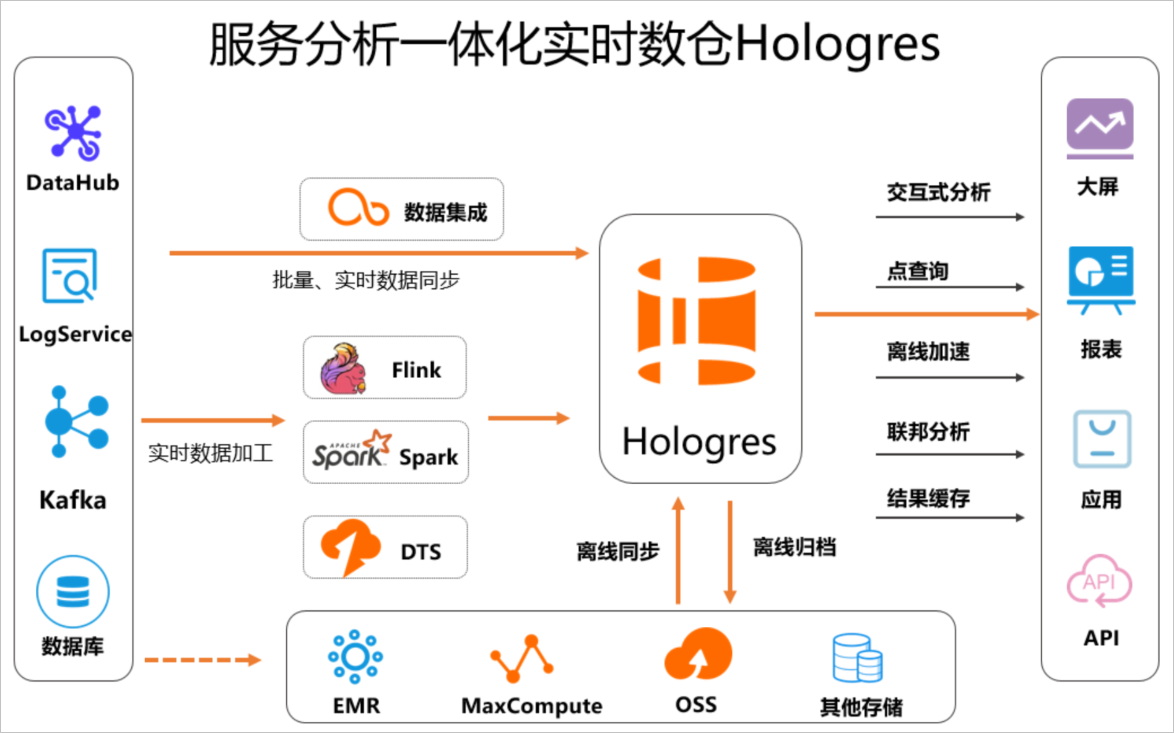 服务分析一体化实时数仓Hologres
DataHub
LogService
Kafka
数据库
数据集成
批量、实时数据同步
实时数据加工
Flink
APACHE
Spark
Spark
DTS
Hologres
离线同步
离线归档
EMR
MaxCompute
OSS
其他存储
交互式分析
点查询
离线加速
联邦分析
结果缓存
大屏
报表
应用
API
API